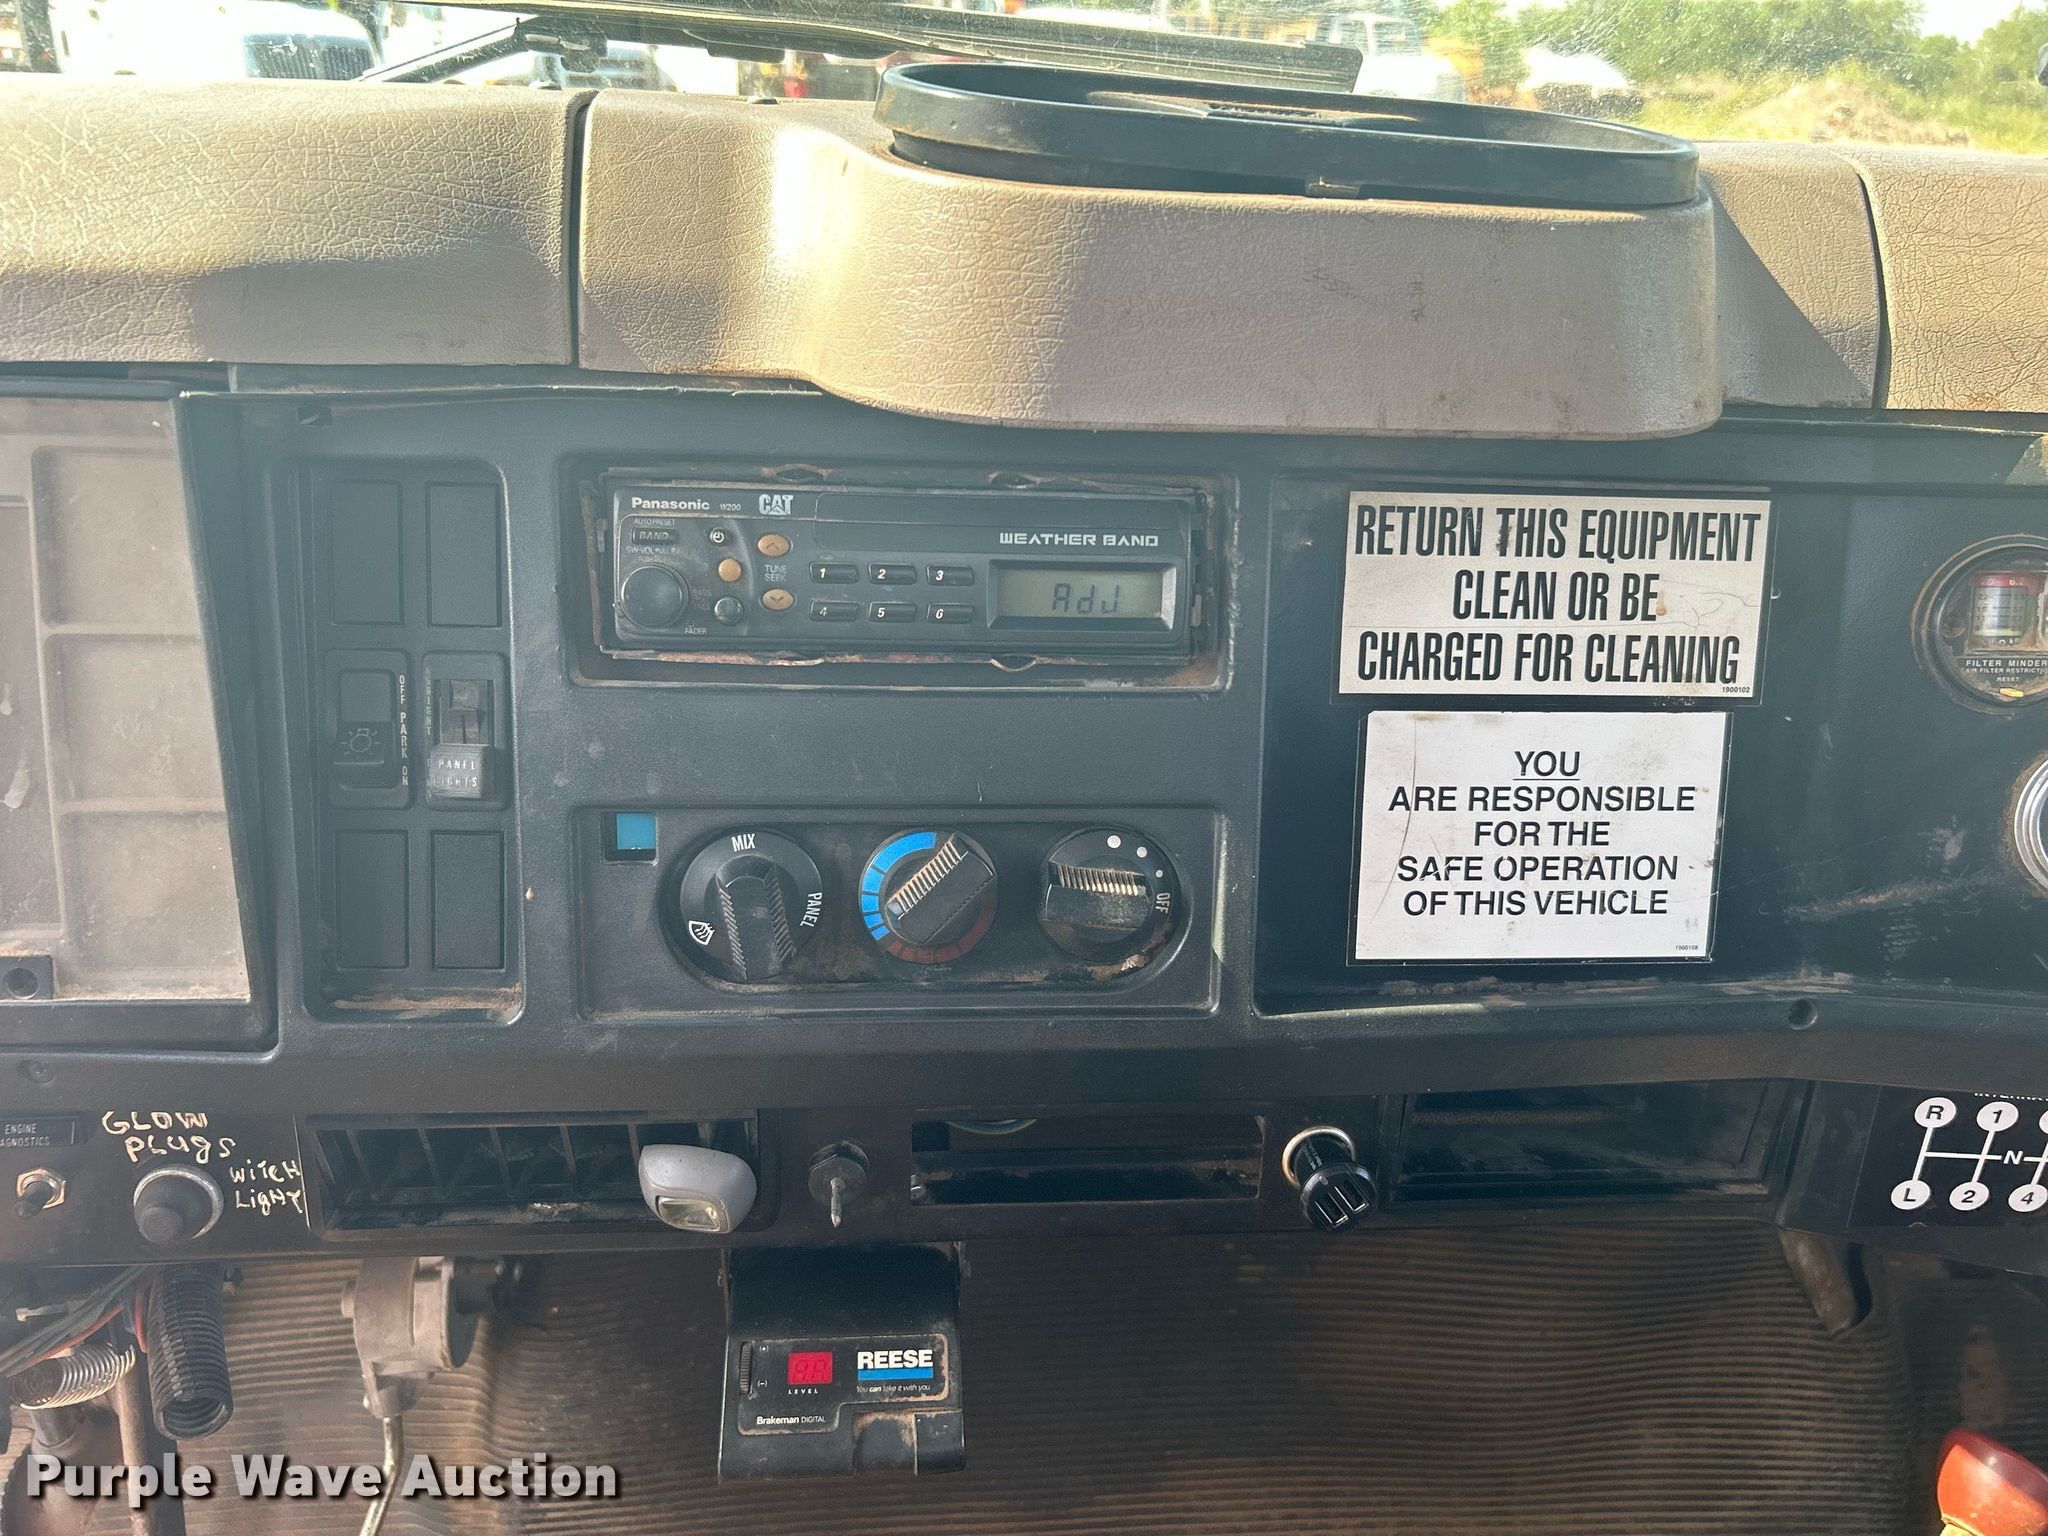 Panasonic W200 CAT
AUTO PRESET
BAND
WEATHER BAND
TUNE
SEEK
1 2 3
4 5 6
FADER
AdJ
OFF PARK ON
PANEL
LIGHTS
MIX
PANEL
OFF
RETURN THIS EQUIPMENT
CLEAN OR BE
CHARGED FOR CLEANING
1900102
YOU
ARE RESPONSIBLE
FOR THE
SAFE OPERATION
OF THIS VEHICLE
1900108
FILTER MINDER
RESET
ENGINE
GLOW
PLUgS
LigHT
R 1
N
L 2 4
(+)
(-)
LEVEL
REESE
You can take it with you
Brakeman DIGITAL
Purple Wave Auction